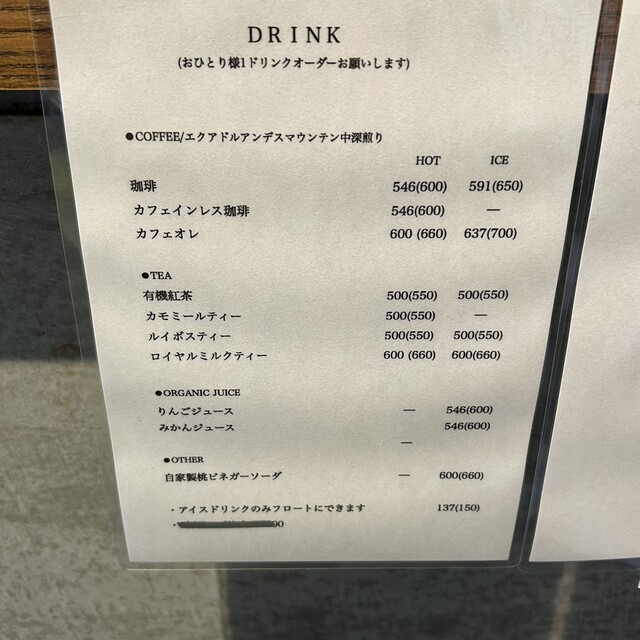 DRINK
(おひとり様1ドリンクオーダーお願いします)
●COFFEE/エクアドルアンデスマウンテン中深煎り
HOT ICE
珈琲 546(600) 591(650)
カフェインレス珈琲 546(600) —
カフェオレ 600 (660) 637(700)
●TEA
有機紅茶 500(550) 500(550)
カモミールティー 500(550) —
ルイボスティー 500(550) 500(550)
ロイヤルミルクティー 600 (660) 600(660)
●ORGANIC JUICE
りんごジュース — 546(600)
みかんジュース 546(600)
—
●OTHER
自家製桃ビネガーソーダ — 600(660)
・アイスドリンクのみフロートにできます 137(150)